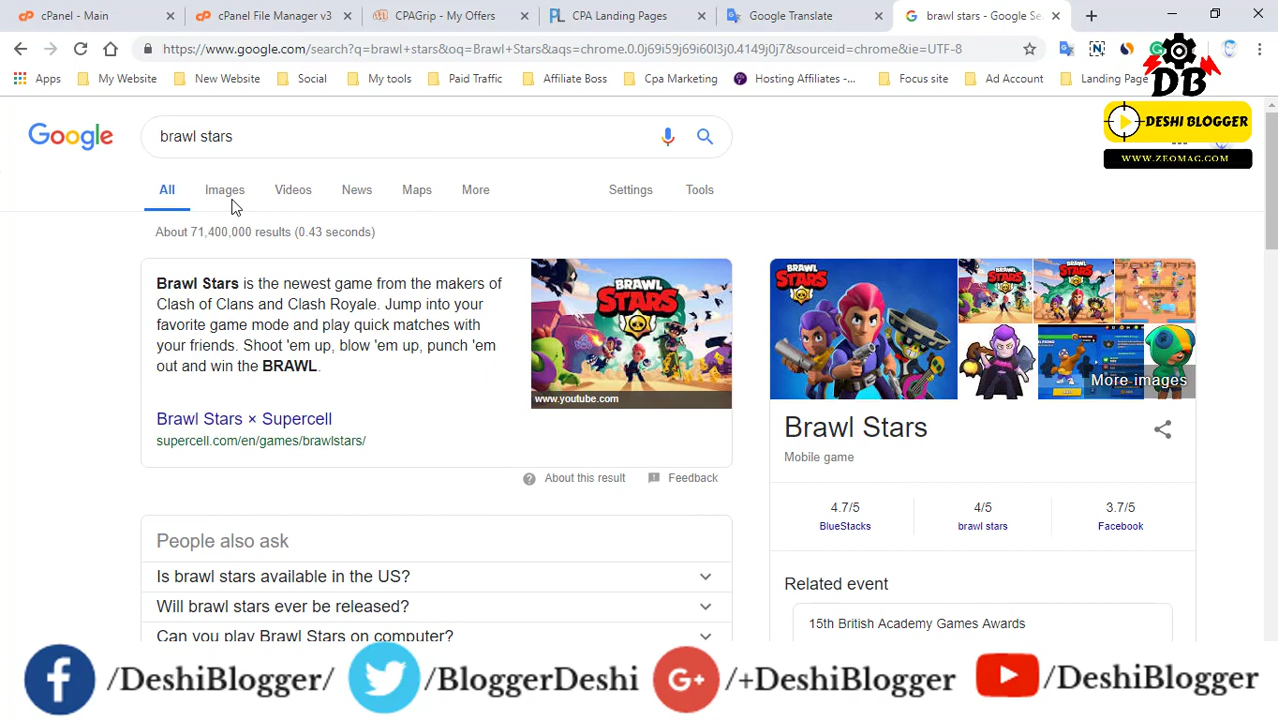 cPanel - Main
cPanel File Manager v3
CPAGrip - My Offers
CPA Landing Pages
Google Translate
brawl stars - Google Se
https://www.google.com/search?q=brawl+stars&oq=Brawl+Stars&aqs=chrome.0.0j69i59j69i60l3j0.4149j0j7&sourceid=chrome&ie=UTF-8
Apps
My Website
New Website
Social
My tools
Paid Traffic
Affiliate Boss
Cpa Marketing
Hosting Affiliates -...
Focus site
Ad Account
Landing Page
DB
DESHI BLOGGER
WWW.ZEOMAG.COM
Google
brawl stars
All
Images
Videos
News
Maps
More
Settings
Tools
About 71,400,000 results (0.43 seconds)
Brawl Stars is the newest game from the makers of
Clash of Clans and Clash Royale. Jump into your
favorite game mode and play quick matches with
your friends. Shoot 'em up, blow 'em up, punch 'em
out and win the BRAWL.
BRAWL
STARS
www.youtube.com
Brawl Stars × Supercell
supercell.com/en/games/brawlstars/
About this result
Feedback
People also ask
Is brawl stars available in the US?
Will brawl stars ever be released?
Can you play Brawl Stars on computer?
BRAWL
STARS
BRAWL
STARS
BRAWL
STARS
More images
Brawl Stars
Mobile game
4.7/5
BlueStacks
4/5
brawl stars
3.7/5
Facebook
Related event
15th British Academy Games Awards
/DeshiBlogger/
/BloggerDeshi
G+
/+DeshiBlogger
/DeshiBlogger